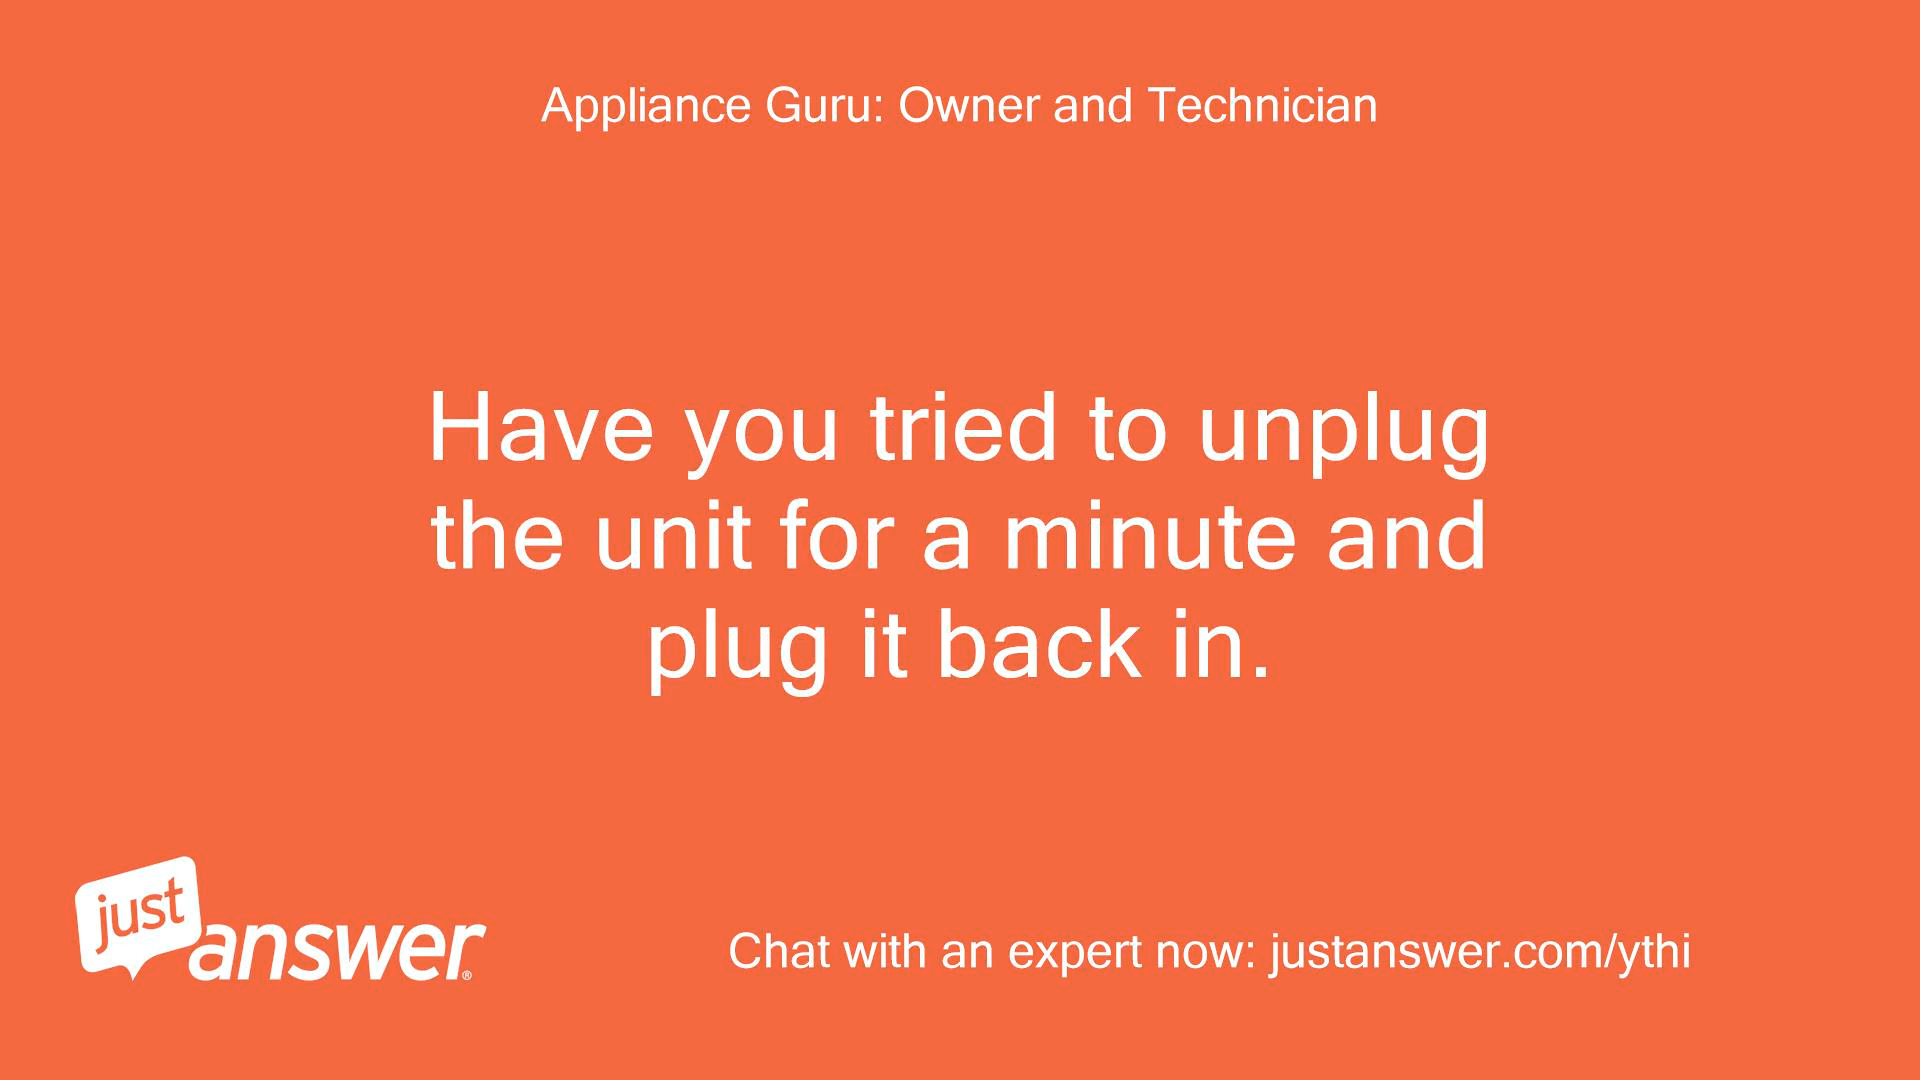 Appliance Guru: Owner and Technician
Have you tried to unplug
the unit for a minute and
plug it back in.
just
answer®
Chat with an expert now: justanswer.com/ythi